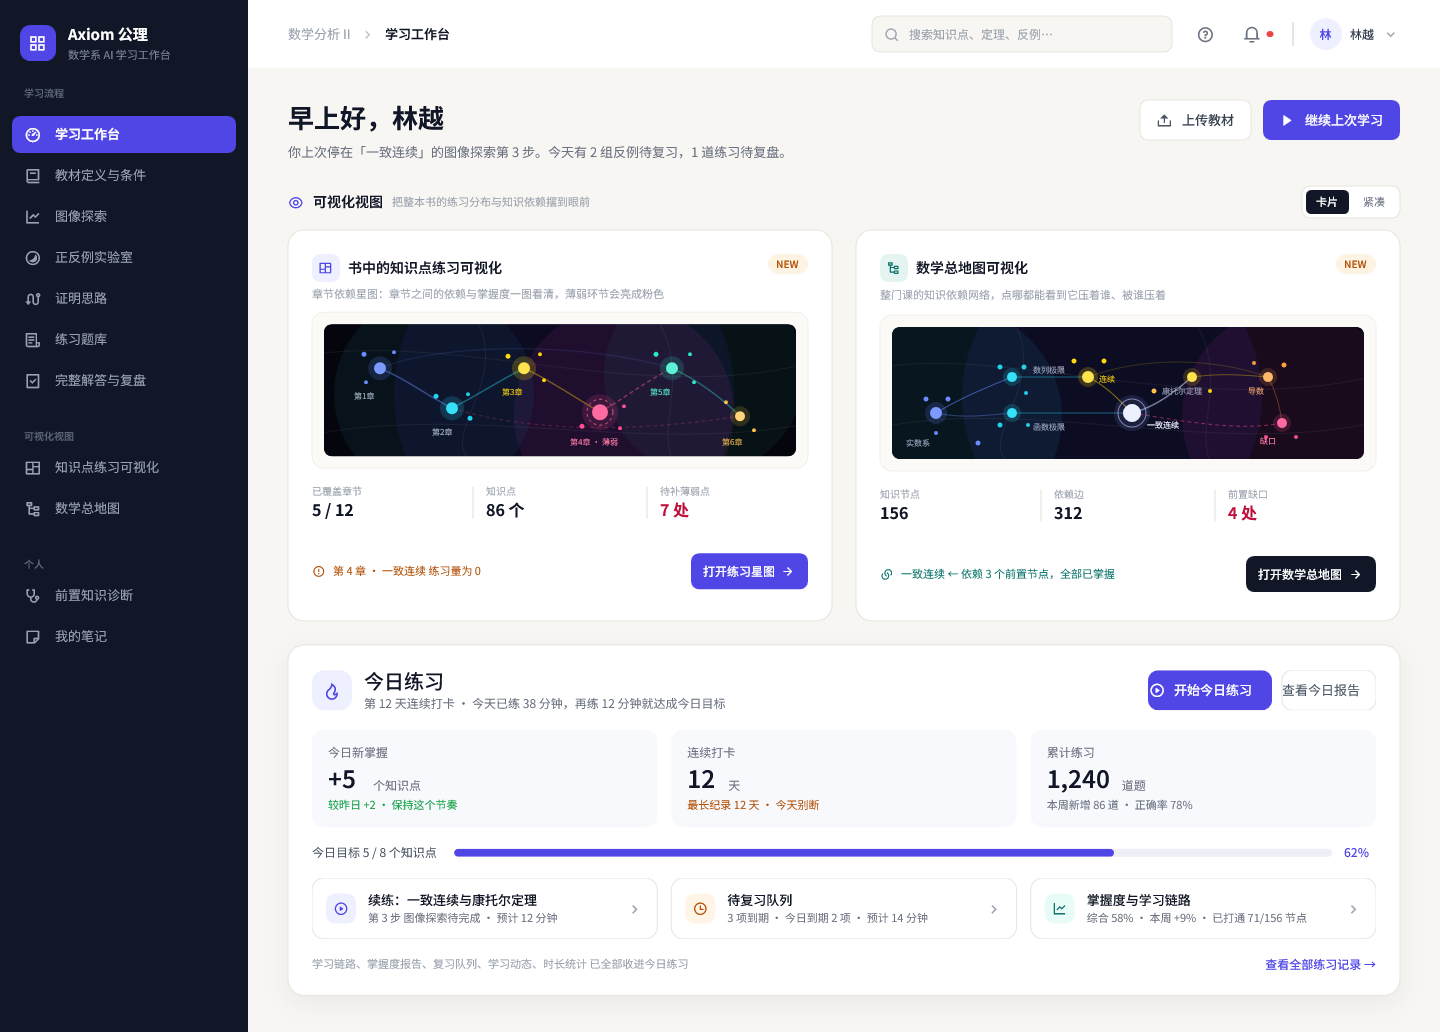 Axiom 公理
数学系 AI 学习工作台
学习流程
学习工作台
教材定义与条件
图像探索
正反例实验室
证明思路
练习题库
完整解答与复盘
可视化视图
知识点练习可视化
数学总地图
个人
前置知识诊断
我的笔记
数学分析 II
学习工作台
搜索知识点、定理、反例…
林
林越
早上好，林越
你上次停在「一致连续」的图像探索第 3 步。今天有 2 组反例待复习，1 道练习待复盘。
上传教材
继续上次学习
可视化视图
把整本书的练习分布与知识依赖摆到眼前
卡片
紧凑
书中的知识点练习可视化
NEW
章节依赖星图：章节之间的依赖与掌握度一图看清，薄弱环节会亮成粉色
第1章
第2章
第3章
第4章 · 薄弱
第5章
第6章
已覆盖章节
5 / 12
知识点
86 个
待补薄弱点
7 处
第 4 章 · 一致连续 练习量为 0
打开练习星图 →
数学总地图可视化
NEW
整门课的知识依赖网络，点哪都能看到它压着谁、被谁压着
实数系
数列极限
函数极限
连续
康托尔定理
一致连续
导数
缺口
知识节点
156
依赖边
312
前置缺口
4 处
一致连续 ← 依赖 3 个前置节点，全部已掌握
打开数学总地图 →
今日练习
第 12 天连续打卡 · 今天已练 38 分钟，再练 12 分钟就达成今日目标
开始今日练习
查看今日报告
今日新掌握
+5 个知识点
较昨日 +2 · 保持这个节奏
连续打卡
12 天
最长纪录 12 天 · 今天别断
累计练习
1,240 道题
本周新增 86 道 · 正确率 78%
今日目标 5 / 8 个知识点
62%
续练：一致连续与康托尔定理
第 3 步 图像探索待完成 · 预计 12 分钟
待复习队列
3 项到期 · 今日到期 2 项 · 预计 14 分钟
掌握度与学习链路
综合 58% · 本周 +9% · 已打通 71/156 节点
学习链路、掌握度报告、复习队列、学习动态、时长统计 已全部收进今日练习
查看全部练习记录 →